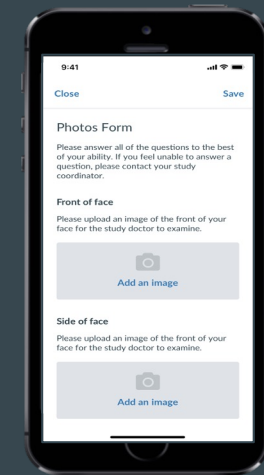 9:41
Close Save
Photos Form
Please answer all of the questions to the best
of your ability. If you feel unable to answer a
question, please contact your study
coordinator.
Front of face
Please upload an image of the front of your
face for the study doctor to examine.
Add an image
Side of face
Please upload an image of the front of your
face for the study doctor to examine.
Add an image